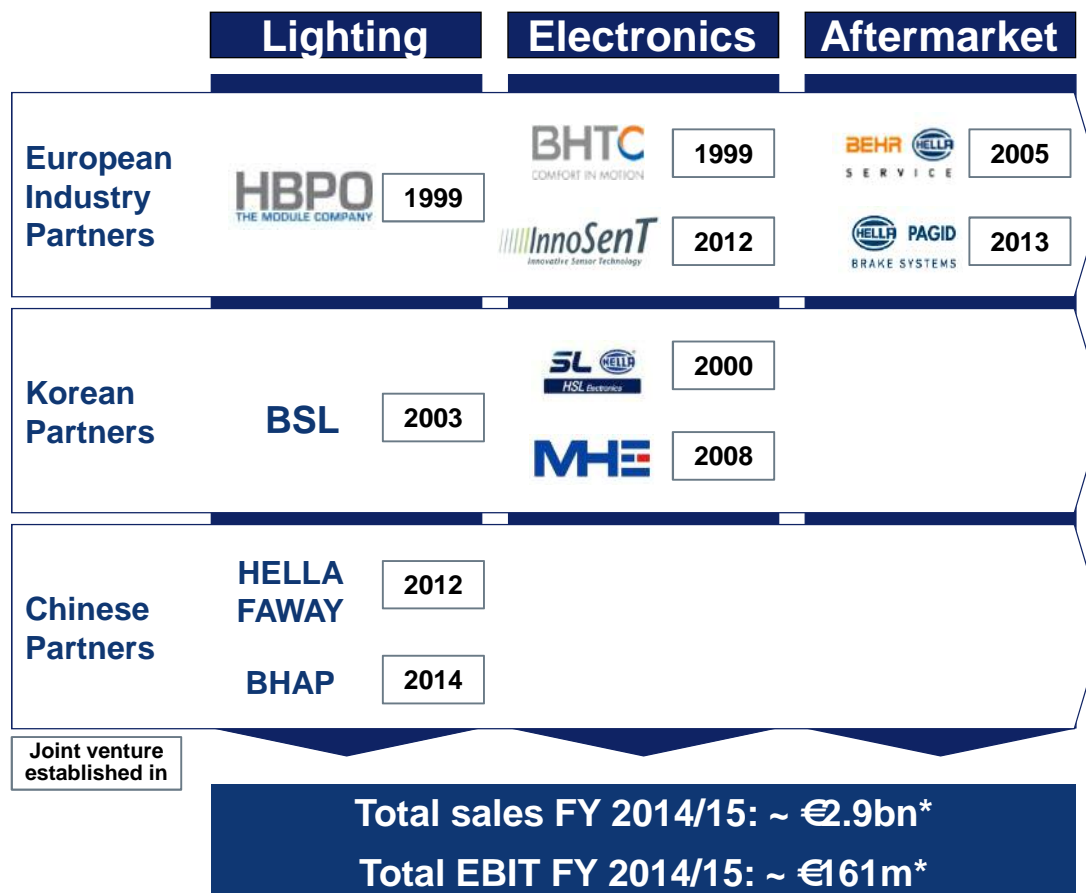 Lighting
Electronics
Aftermarket
European
Industry
Partners
HBPO
THE MODULE COMPANY
1999
BHTC
COMFORT IN MOTION
1999
InnoSenT
Innovative Sensor Technology
2012
BEHR HELLA
SERVICE
2005
HELLA PAGID
BRAKE SYSTEMS
2013
Korean
Partners
BSL
2003
SL HELLA
HSL Electronics
2000
MHE
2008
Chinese
Partners
HELLA
FAWAY
2012
BHAP
2014
Joint venture
established in
Total sales FY 2014/15: ~ €2.9bn*
Total EBIT FY 2014/15: ~ €161m*